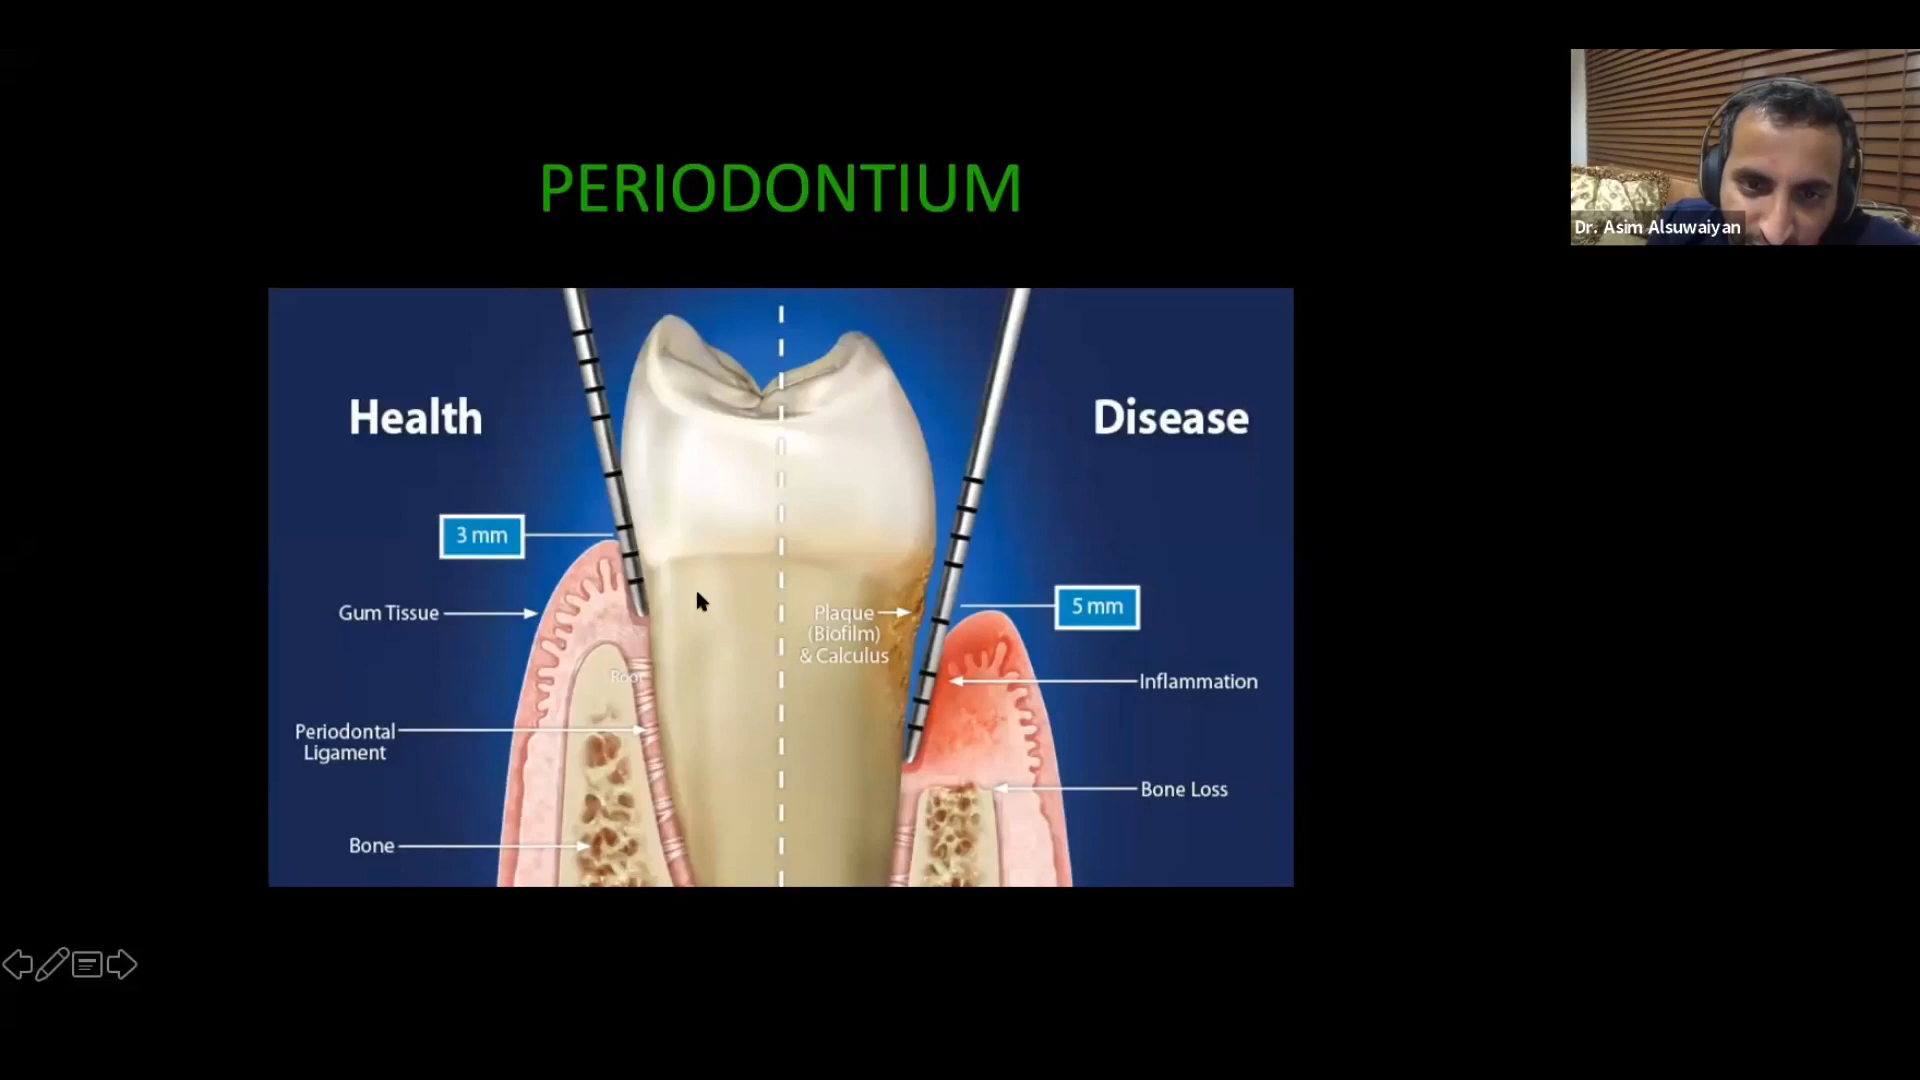 PERIODONTIUM
Dr. Asim Alsuwaiyan
Health
Disease
3 mm
Gum Tissue
Root
Periodontal
Ligament
Bone
Plaque
(Biofilm)
& Calculus
5 mm
Inflammation
Bone Loss